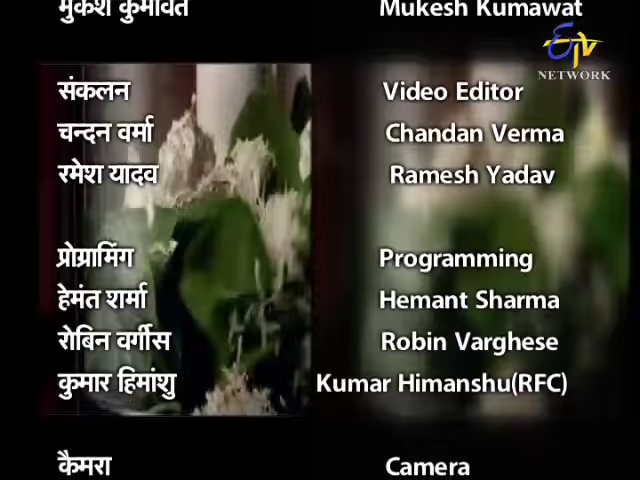 मुकेश कुमावत Mukesh Kumawat
ETV
NETWORK
संकलन Video Editor
चन्दन वर्मा Chandan Verma
रमेश यादव Ramesh Yadav
प्रोग्रामिंग Programming
हेमंत शर्मा Hemant Sharma
रोबिन वर्गीस Robin Varghese
कुमार हिमांशु Kumar Himanshu(RFC)
कैमरा Camera